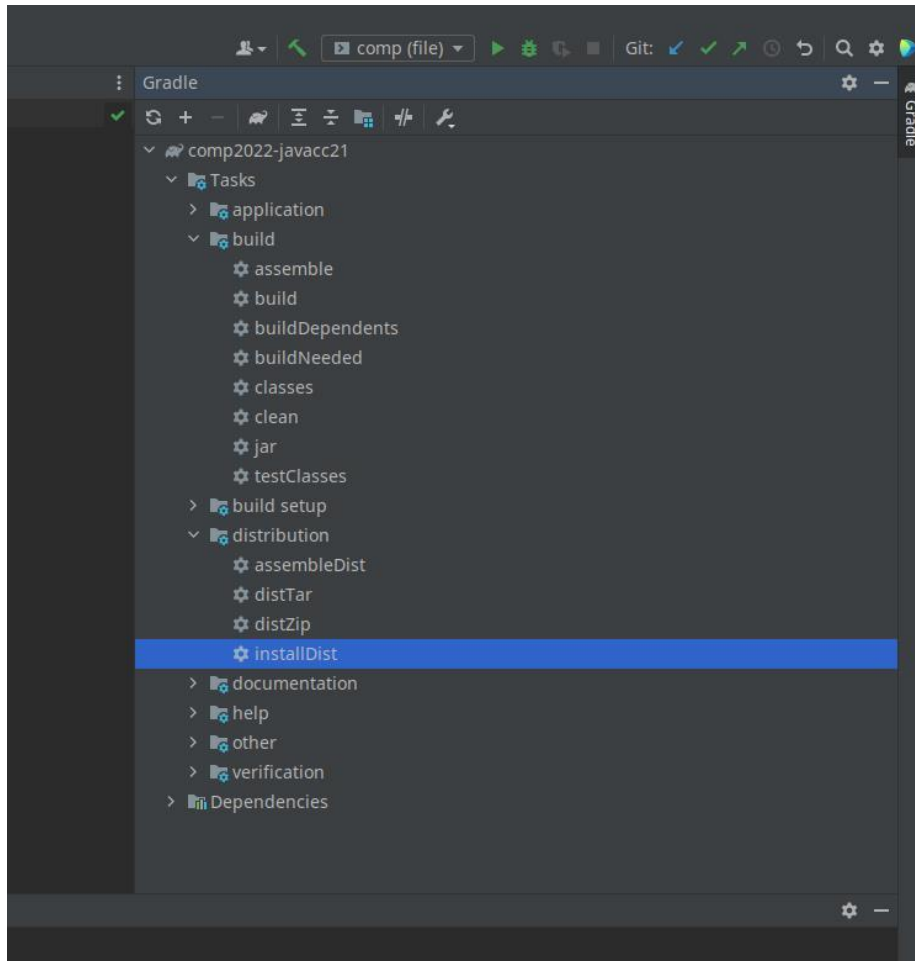 comp (file) Git:
Gradle
Gradle
comp2022-javacc21
Tasks
application
build
assemble
build
buildDependents
buildNeeded
classes
clean
jar
testClasses
build setup
distribution
assembleDist
distTar
distZip
installDist
documentation
help
other
verification
Dependencies